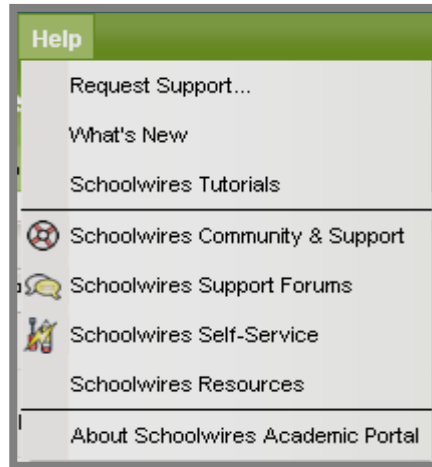 Help
Request Support...
What's New
Schoolwires Tutorials
Schoolwires Community & Support
Schoolwires Support Forums
Schoolwires Self-Service
Schoolwires Resources
About Schoolwires Academic Portal